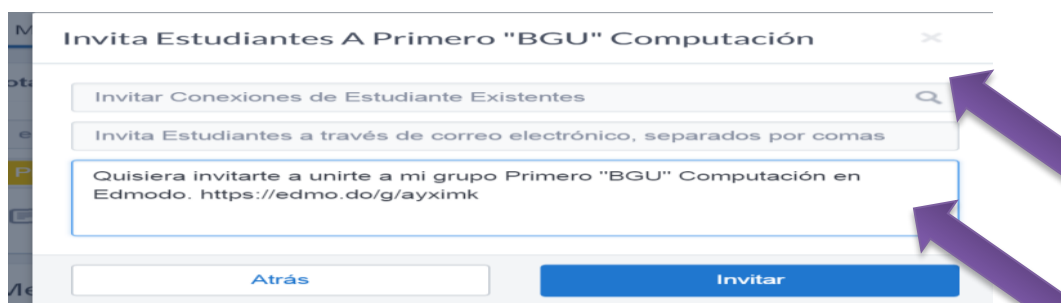 Invita Estudiantes A Primero "BGU" Computación
Invitar Conexiones de Estudiante Existentes
Invita Estudiantes a través de correo electrónico, separados por comas
Quisiera invitarte a unirte a mi grupo Primero "BGU" Computación en
Edmodo. https://edmo.do/g/ayximk
Atrás Invitar